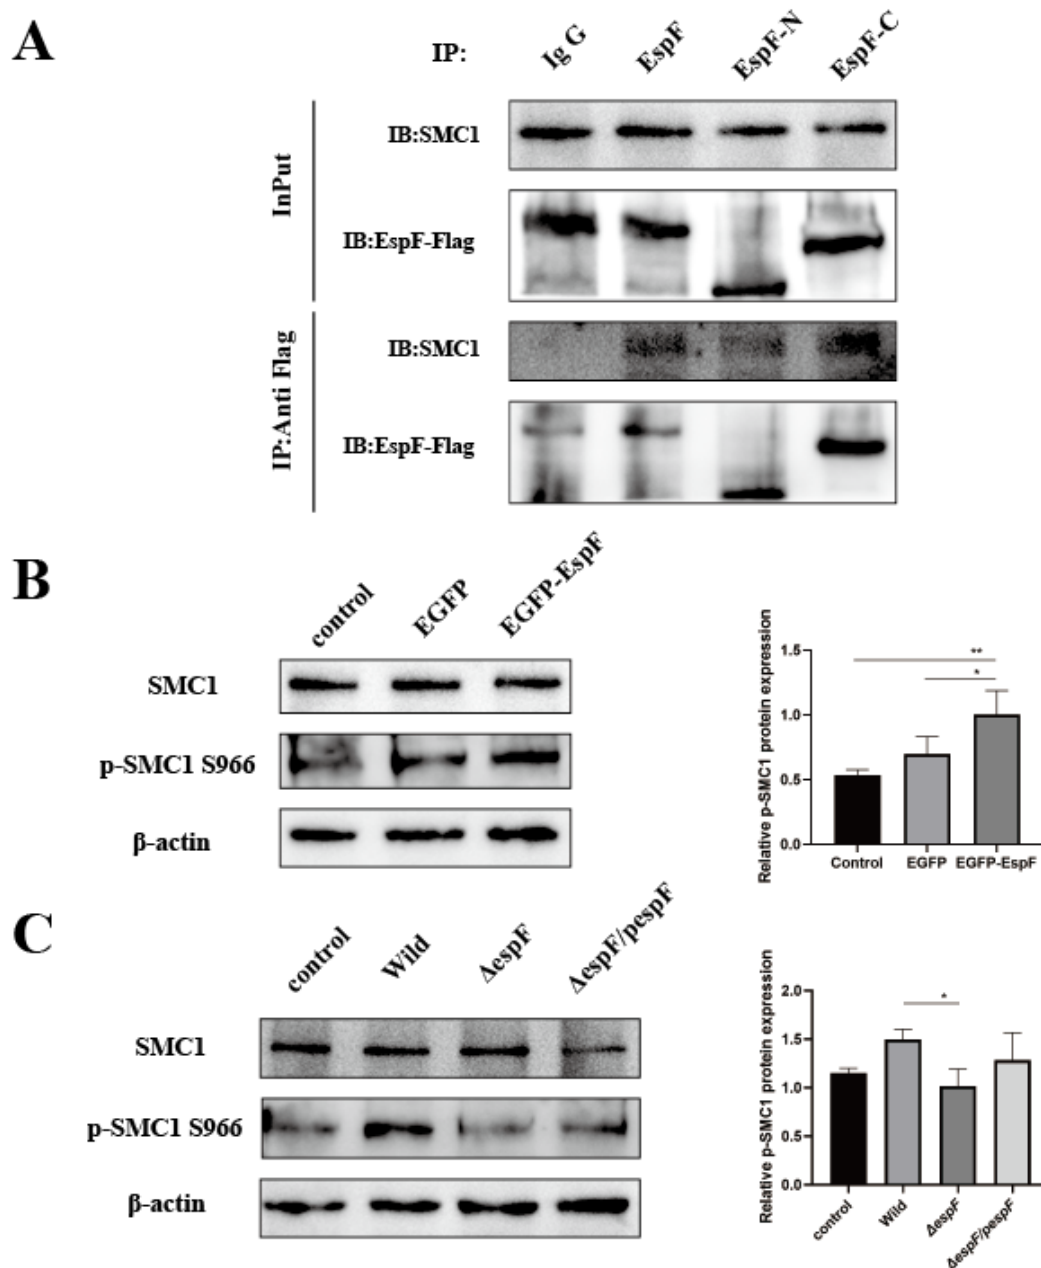 A
IP:
Ig G
EspF
EspF-N
EspF-C
InPut
IB:SMC1
IB:EspF-Flag
IP:Anti Flag
IB:SMC1
IB:EspF-Flag
B
control
EGFP
EGFP-EspF
SMC1
p-SMC1 S966
β-actin
Relative p-SMC1 protein expression
1.5
1.0
0.5
0.0
**
*
Control
EGFP
EGFP-EspF
C
control
Wild
ΔespF
ΔespF/pespF
SMC1
p-SMC1 S966
β-actin
Relative p-SMC1 protein expression
2.0
1.5
1.0
0.5
0.0
*
control
Wild
ΔespF
ΔespF/pespF